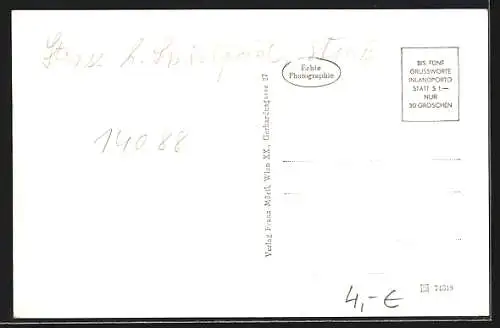 Echte
Photographie
BIS FÜNF
GRUSSWORTE
INLANDPORTO
STATT S 1.—
NUR
30 GROSCHEN
14088
Verlag Franz Mörtl, Wien XX., Gerhardusgasse 27
4,-€